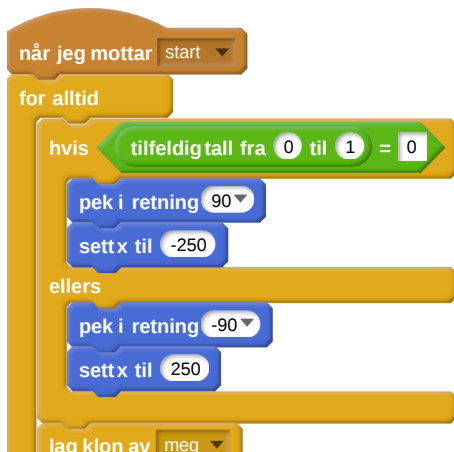 når jeg mottar start
for alltid
hvis tilfeldig tall fra 0 til 1 = 0
pek i retning 90
sett x til -250
ellers
pek i retning -90
sett x til 250
lag klon av meg